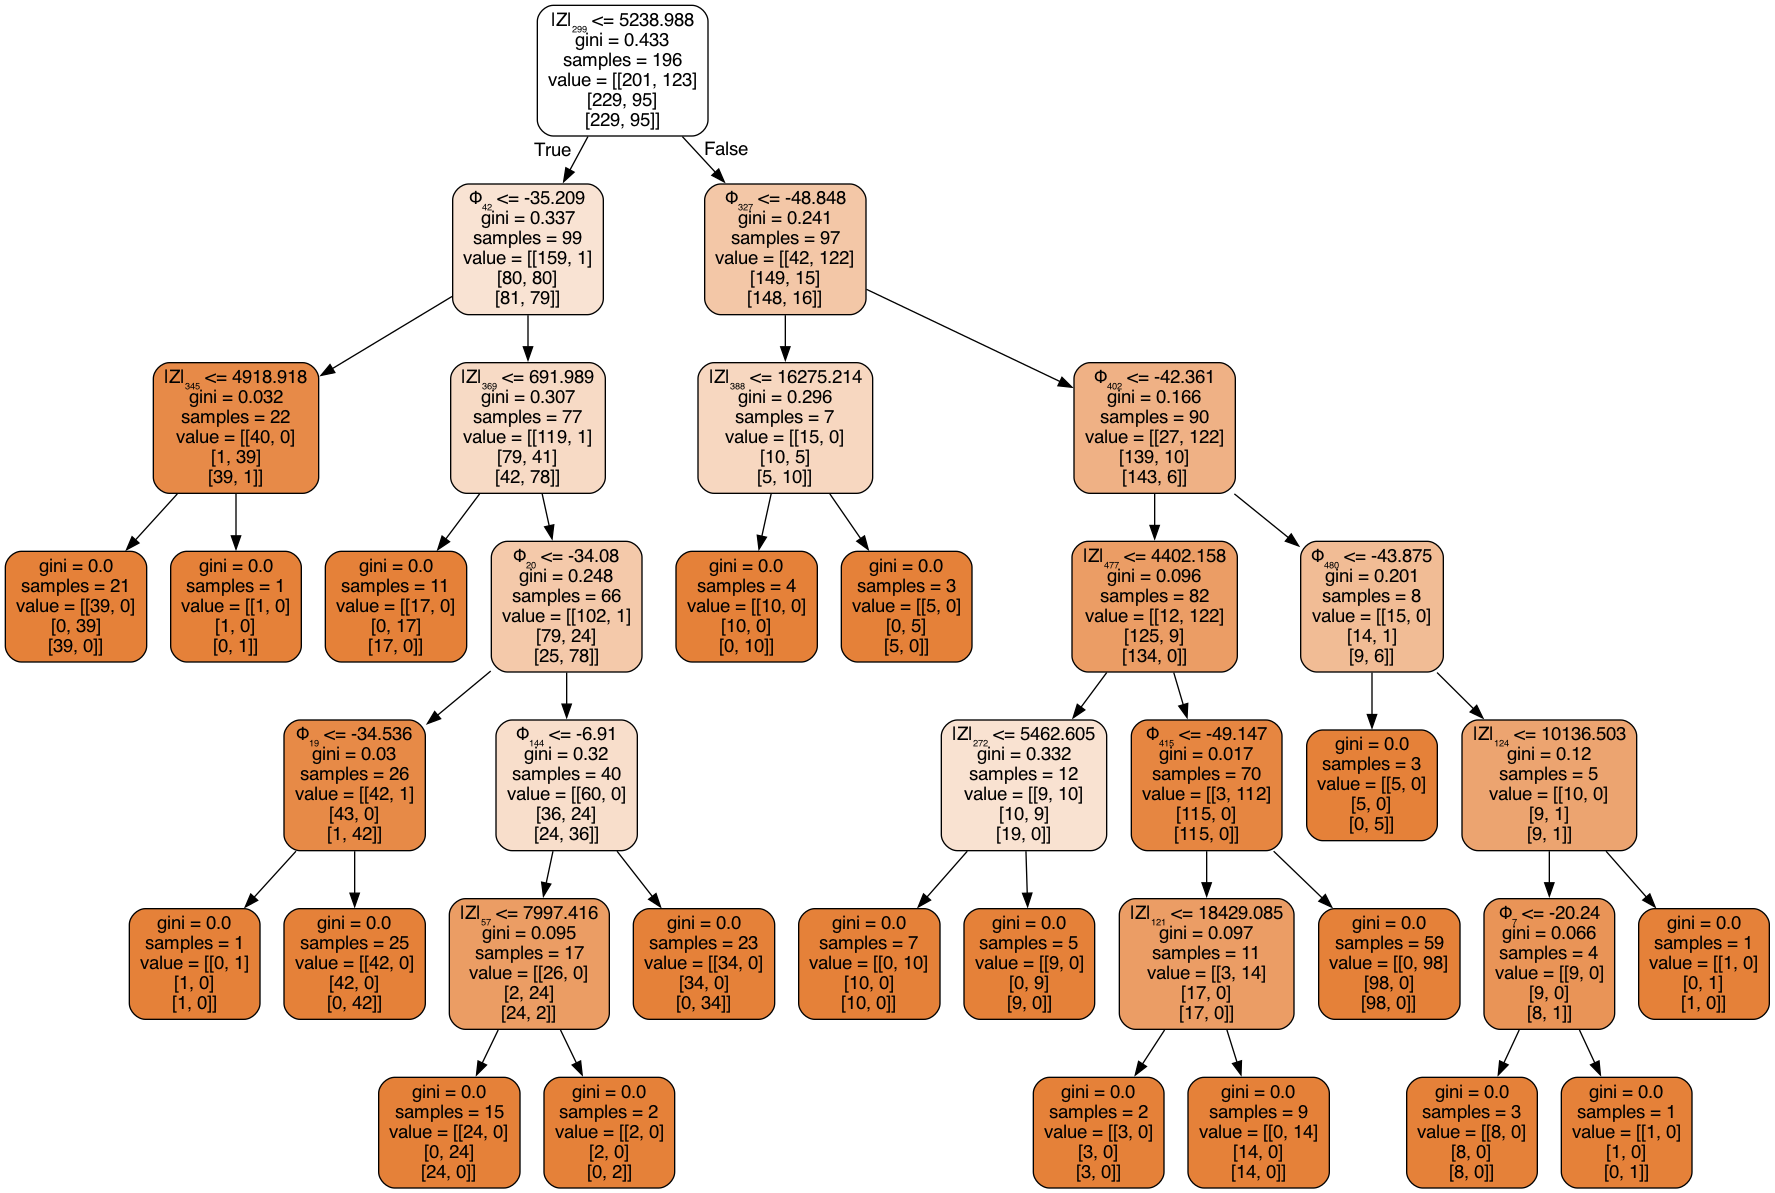 |Z|₂₉₉ <= 5238.988
gini = 0.433
samples = 196
value = [[201, 123]
[229, 95]
[229, 95]]
True
False
Φ₄₂ <= -35.209
gini = 0.337
samples = 99
value = [[159, 1]
[80, 80]
[81, 79]]
Φ₃₂₇ <= -48.848
gini = 0.241
samples = 97
value = [[42, 122]
[149, 15]
[148, 16]]
|Z|₃₄₅ <= 4918.918
gini = 0.032
samples = 22
value = [[40, 0]
[1, 39]
[39, 1]]
|Z|₃₆₉ <= 691.989
gini = 0.307
samples = 77
value = [[119, 1]
[79, 41]
[42, 78]]
|Z|₃₈₈ <= 16275.214
gini = 0.296
samples = 7
value = [[15, 0]
[10, 5]
[5, 10]]
Φ₄₀₂ <= -42.361
gini = 0.166
samples = 90
value = [[27, 122]
[139, 10]
[143, 6]]
gini = 0.0
samples = 21
value = [[39, 0]
[0, 39]
[39, 0]]
gini = 0.0
samples = 1
value = [[1, 0]
[1, 0]
[0, 1]]
gini = 0.0
samples = 11
value = [[17, 0]
[0, 17]
[17, 0]]
Φ₂₀ <= -34.08
gini = 0.248
samples = 66
value = [[102, 1]
[79, 24]
[25, 78]]
gini = 0.0
samples = 4
value = [[10, 0]
[10, 0]
[0, 10]]
gini = 0.0
samples = 3
value = [[5, 0]
[0, 5]
[5, 0]]
|Z|₄₇₇ <= 4402.158
gini = 0.096
samples = 82
value = [[12, 122]
[125, 9]
[134, 0]]
Φ₄₈₀ <= -43.875
gini = 0.201
samples = 8
value = [[15, 0]
[14, 1]
[9, 6]]
Φ₁₉ <= -34.536
gini = 0.03
samples = 26
value = [[42, 1]
[43, 0]
[1, 42]]
Φ₁₄₄ <= -6.91
gini = 0.32
samples = 40
value = [[60, 0]
[36, 24]
[24, 36]]
|Z|₂₇₂ <= 5462.605
gini = 0.332
samples = 12
value = [[9, 10]
[10, 9]
[19, 0]]
Φ₄₁₅ <= -49.147
gini = 0.017
samples = 70
value = [[3, 112]
[115, 0]
[115, 0]]
gini = 0.0
samples = 3
value = [[5, 0]
[5, 0]
[0, 5]]
|Z|₁₂₄ <= 10136.503
gini = 0.12
samples = 5
value = [[10, 0]
[9, 1]
[9, 1]]
gini = 0.0
samples = 1
value = [[0, 1]
[1, 0]
[1, 0]]
gini = 0.0
samples = 25
value = [[42, 0]
[42, 0]
[0, 42]]
|Z|₅₇ <= 7997.416
gini = 0.095
samples = 17
value = [[26, 0]
[2, 24]
[24, 2]]
gini = 0.0
samples = 23
value = [[34, 0]
[34, 0]
[0, 34]]
gini = 0.0
samples = 7
value = [[0, 10]
[10, 0]
[10, 0]]
gini = 0.0
samples = 5
value = [[9, 0]
[0, 9]
[9, 0]]
|Z|₁₂₁ <= 18429.085
gini = 0.097
samples = 11
value = [[3, 14]
[17, 0]
[17, 0]]
gini = 0.0
samples = 59
value = [[0, 98]
[98, 0]
[98, 0]]
Φ₇ <= -20.24
gini = 0.066
samples = 4
value = [[9, 0]
[9, 0]
[8, 1]]
gini = 0.0
samples = 1
value = [[1, 0]
[0, 1]
[1, 0]]
gini = 0.0
samples = 15
value = [[24, 0]
[0, 24]
[24, 0]]
gini = 0.0
samples = 2
value = [[2, 0]
[2, 0]
[0, 2]]
gini = 0.0
samples = 2
value = [[3, 0]
[3, 0]
[3, 0]]
gini = 0.0
samples = 9
value = [[0, 14]
[14, 0]
[14, 0]]
gini = 0.0
samples = 3
value = [[8, 0]
[8, 0]
[8, 0]]
gini = 0.0
samples = 1
value = [[1, 0]
[1, 0]
[0, 1]]